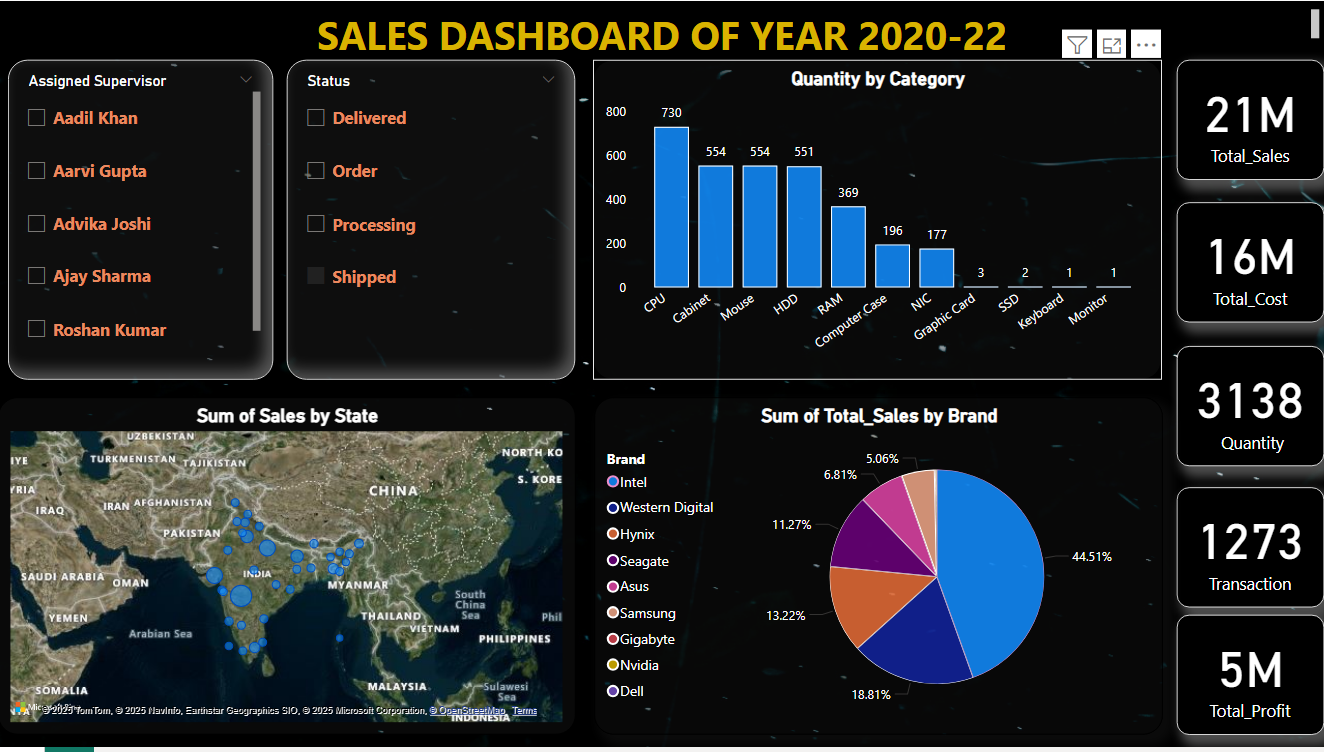 SALES DASHBOARD OF YEAR 2020-22
Assigned Supervisor
Aadil Khan
Aarvi Gupta
Advika Joshi
Ajay Sharma
Roshan Kumar
Status
Delivered
Order
Processing
Shipped
Quantity by Category
800
600
400
200
0
730
554
554
551
369
196
177
3
2
1
1
CPU
Cabinet
Mouse
HDD
RAM
Computer Case
NIC
Graphic Card
SSD
Keyboard
Monitor
21M
Total_Sales
16M
Total_Cost
3138
Quantity
1273
Transaction
5M
Total_Profit
Sum of Sales by State
UZBEKISTAN
NORTH KO
TURKMENISTAN
TAJIKISTAN
IYE
S. KORE
RIA
CHINA
IRAQ
IRAN
AFGHANISTAN
PAKISTAN
SAUDI ARABIA
OMAN
INDIA
MYANMAR
YEMEN
South
China
Sea
THAILAND
Phil
VIETNAM
Arabian Sea
PHILIPPINES
SOMALIA
MALAYSIA
Sulawesi
Sea
INDONESIA
© 2025 TomTom, © 2025 NavInfo, Earthstar Geographics SIO, © 2025 Microsoft Corporation, © OpenStreetMap, Terms
Sum of Total_Sales by Brand
Brand
Intel
Western Digital
Hynix
Seagate
Asus
Samsung
Gigabyte
Nvidia
Dell
5.06%
6.81%
11.27%
13.22%
18.81%
44.51%